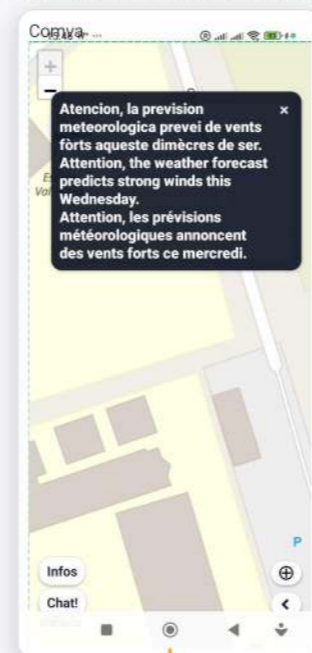 Comya
Atencion, la prevision
meteorologica prevei de vents
fòrts aqueste dimècres de ser.
Attention, the weather forecast
predicts strong winds this
Wednesday.
Attention, les prévisions
météorologiques annoncent
des vents forts ce mercredi.
P
Infos
Chat!